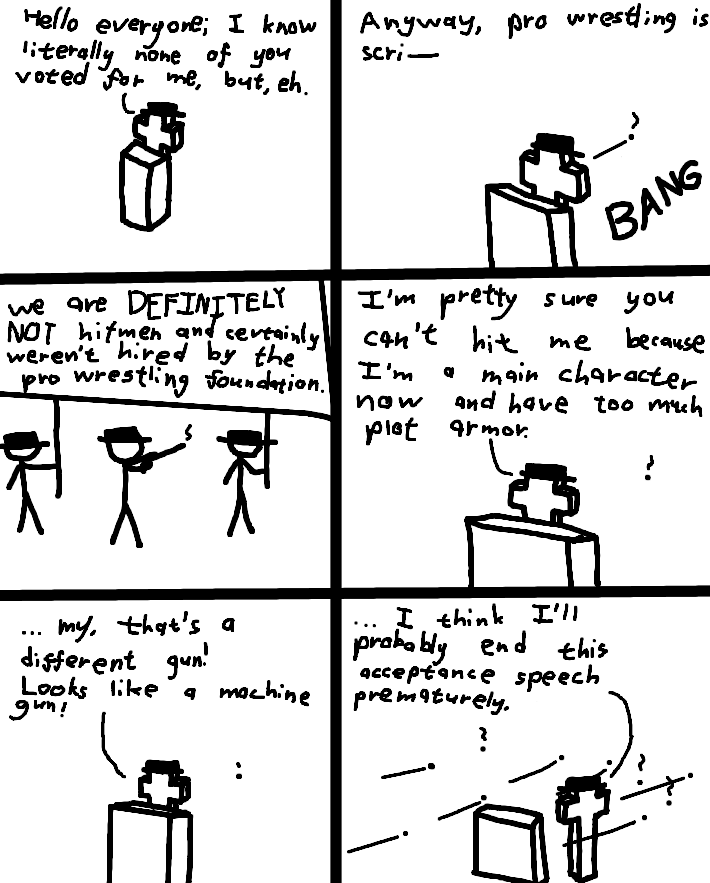 Hello everyone; I know
literally none of you
voted for me, but, eh.
Anyway, pro wrestling is
scri—
?
BANG
we are DEFINITELY
NOT hitmen and certainly
weren't hired by the
pro wrestling foundation.
I'm pretty sure you
can't hit me because
I'm a main character
now and have too much
plot armor.
?
... my, that's a
different gun!
Looks like a machine
gun!
... I think I'll
probably end this
acceptance speech
prematurely.
?
?
?